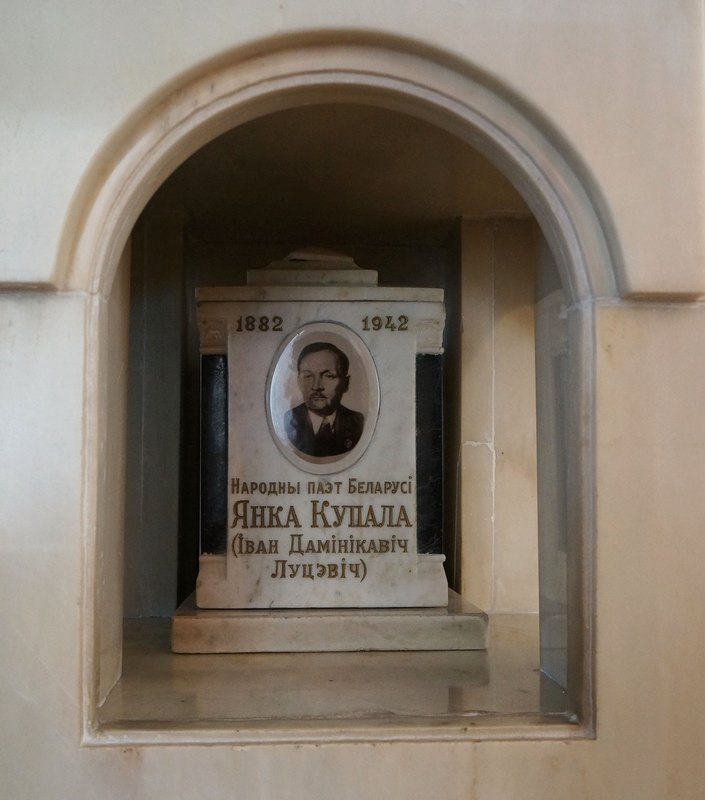 1882 1942
Народны паэт Беларусі
Янка Купала
(Іван Дамінікавіч
Луцэвіч)